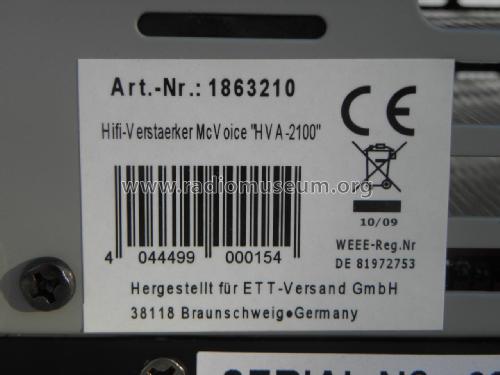 Art.-Nr.: 1863210
Hifi-Verstaerker McVoice "HVA-2100"
CE
www.radiomuseum.org
10/09
4 044499 000154
WEEE-Reg.Nr
DE 81972753
Hergestellt für ETT-Versand GmbH
38118 Braunschweig•Germany